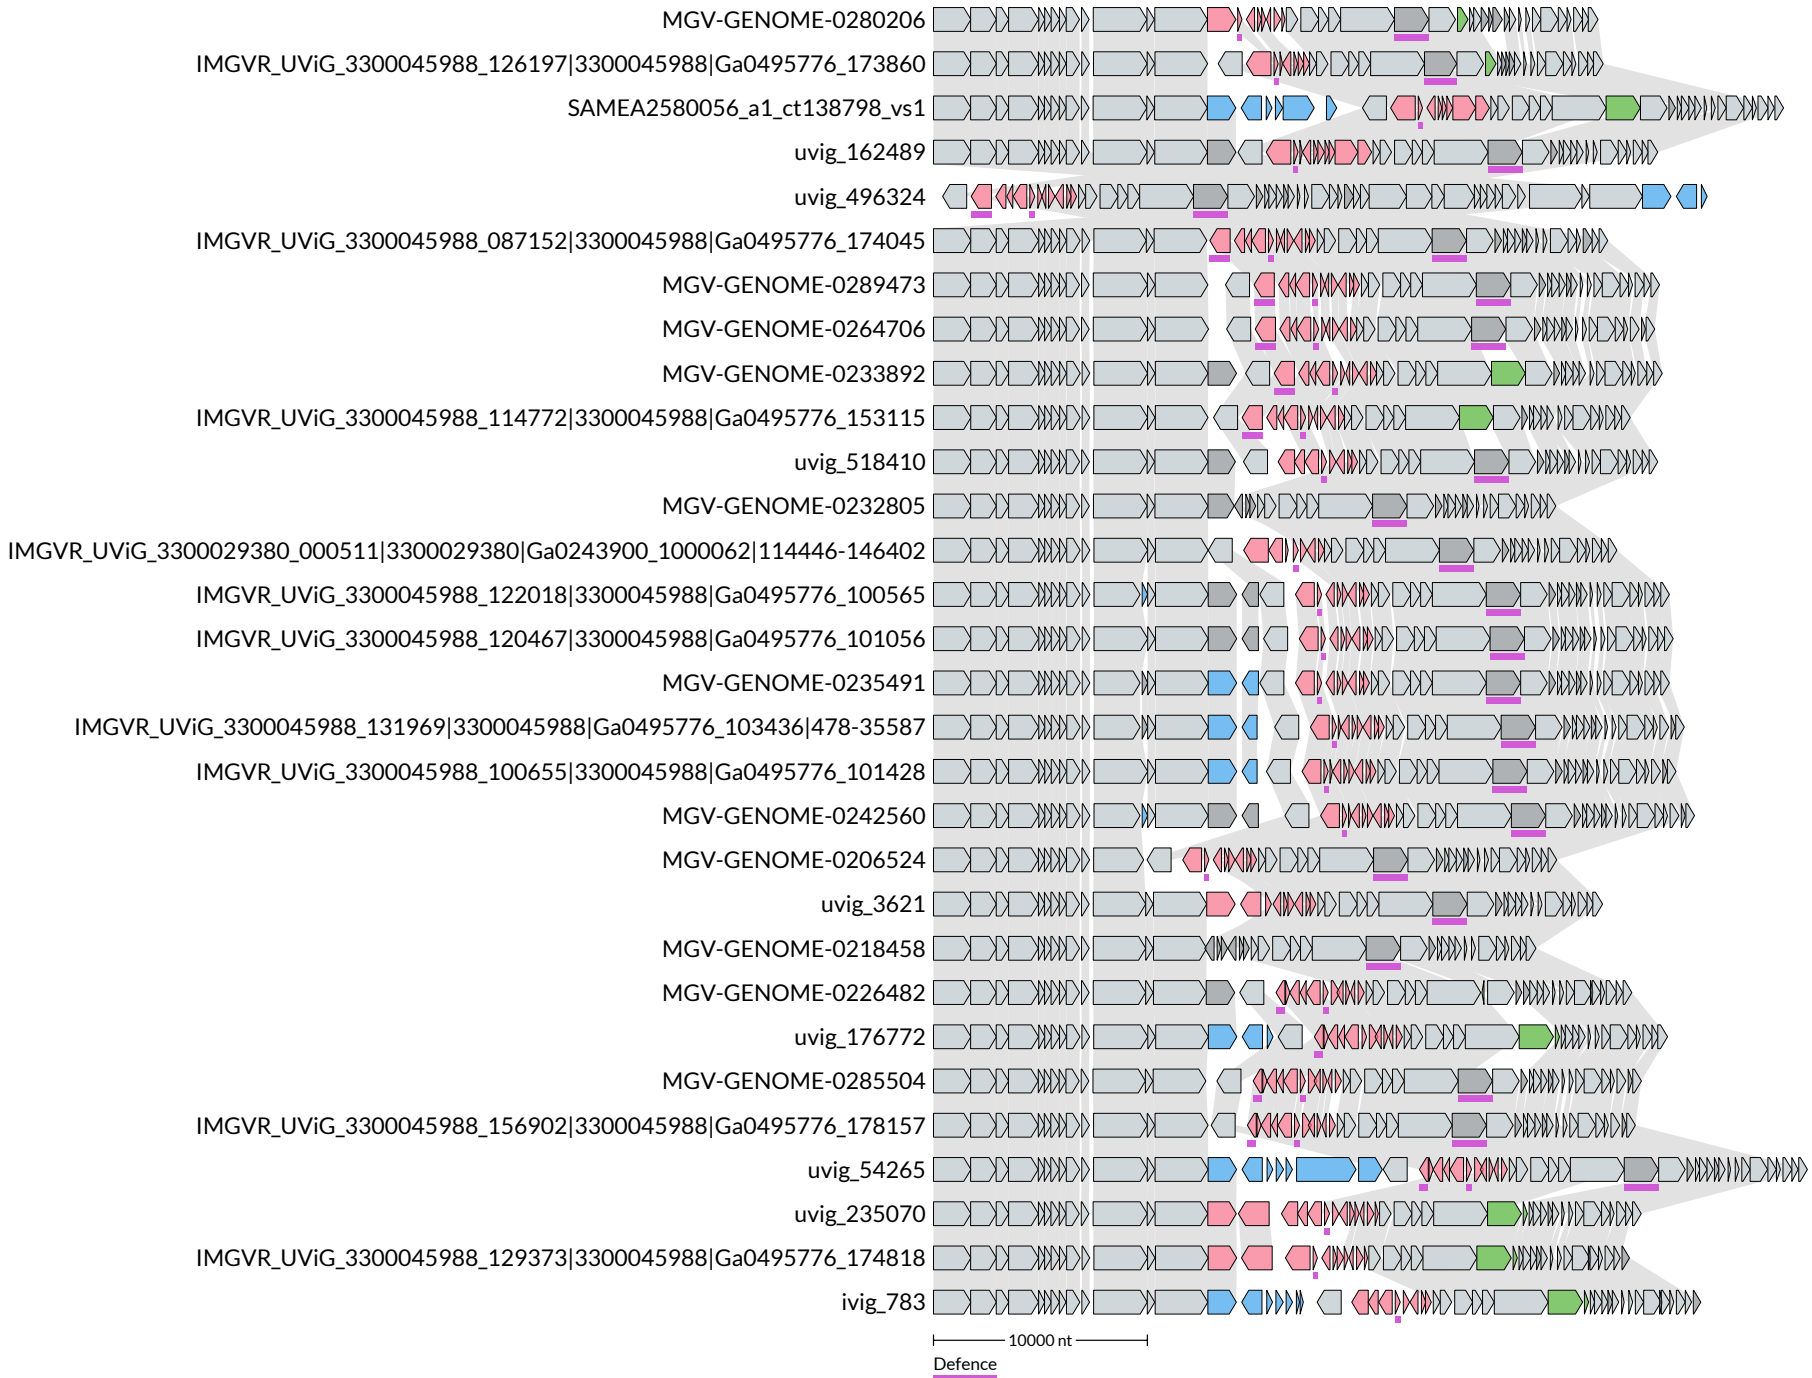 MGV-GENOME-0280206
IMGVR_UViG_3300045988_126197|3300045988|Ga0495776_173860
SAMEA2580056_a1_ct138798_vs1
uvig_162489
uvig_496324
IMGVR_UViG_3300045988_087152|3300045988|Ga0495776_174045
MGV-GENOME-0289473
MGV-GENOME-0264706
MGV-GENOME-0233892
IMGVR_UViG_3300045988_114772|3300045988|Ga0495776_153115
uvig_518410
MGV-GENOME-0232805
IMGVR_UViG_3300029380_000511|3300029380|Ga0243900_1000062|114446-146402
IMGVR_UViG_3300045988_122018|3300045988|Ga0495776_100565
IMGVR_UViG_3300045988_120467|3300045988|Ga0495776_101056
MGV-GENOME-0235491
IMGVR_UViG_3300045988_131969|3300045988|Ga0495776_103436|478-35587
IMGVR_UViG_3300045988_100655|3300045988|Ga0495776_101428
MGV-GENOME-0242560
MGV-GENOME-0206524
uvig_3621
MGV-GENOME-0218458
MGV-GENOME-0226482
uvig_176772
MGV-GENOME-0285504
IMGVR_UViG_3300045988_156902|3300045988|Ga0495776_178157
uvig_54265
uvig_235070
IMGVR_UViG_3300045988_129373|3300045988|Ga0495776_174818
ivig_783
10000 nt
Defence